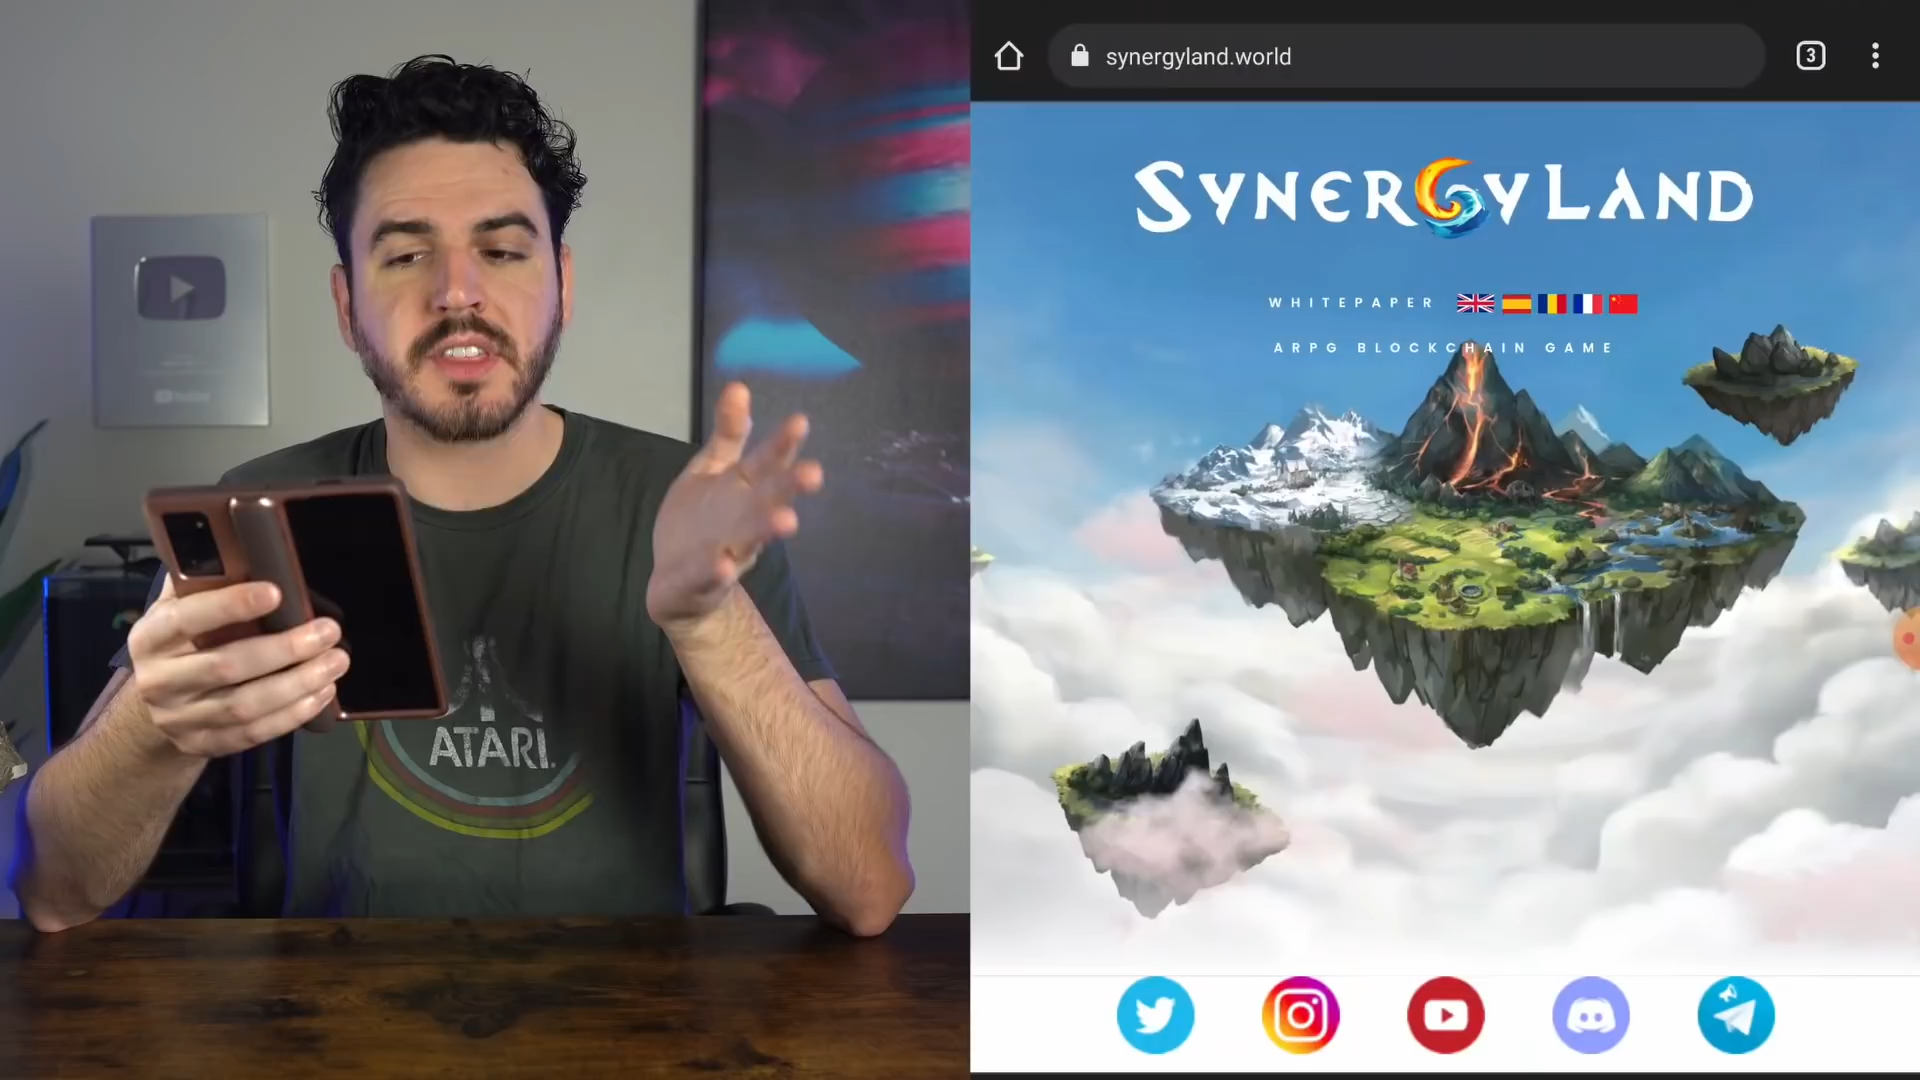 synergyland.world
3
SYNERGYLAND
WHITEPAPER
ARPG BLOCKCHAIN GAME
ATARI